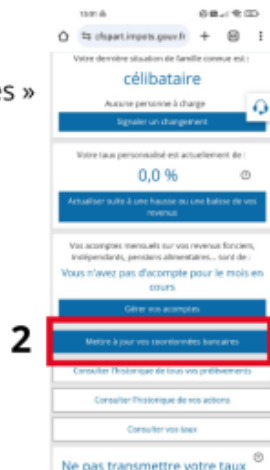 es »
15:01
cfspart.impots.gouv.fr
Votre dernière situation de famille connue est :
célibataire
Aucune personne à charge
Signaler un changement
Votre taux personnalisé est actuellement de :
0,0 %
Actualiser suite à une hausse ou une baisse de vos
revenus
Vos acomptes mensuels sur vos revenus fonciers,
indépendants, pensions alimentaires... sont de :
Vous n'avez pas d'acompte pour le mois en
cours
Gérer vos acomptes
2
Mettre à jour vos coordonnées bancaires
Consulter l'historique de tous vos prélèvements
Consulter l'historique de vos actions
Consulter vos taux
Ne pas transmettre votre taux